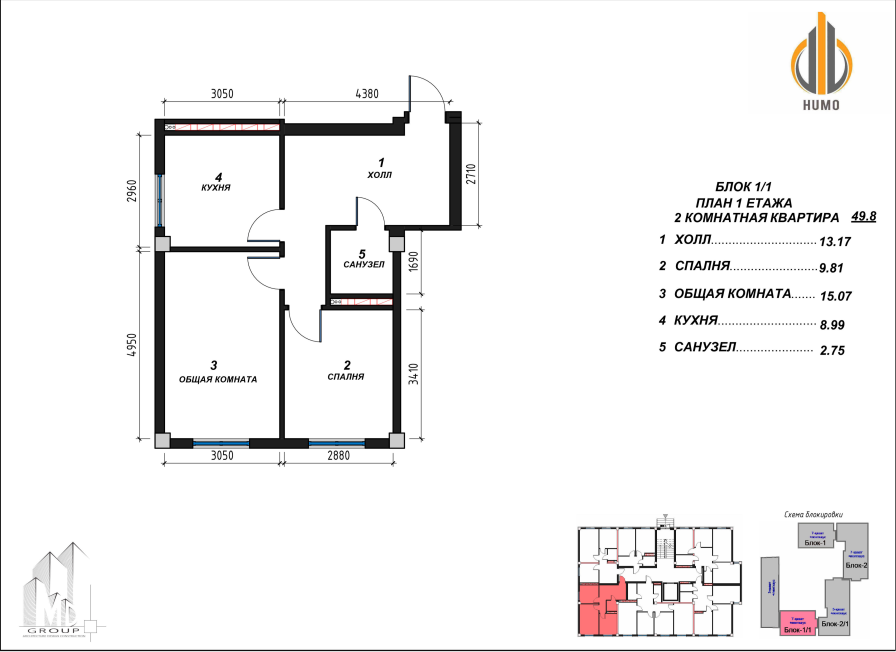 HUMO
3050
4380
2960
2710
4
КУХНЯ
1
ХОЛЛ
5
САНУЗЕЛ
1690
4950
3
ОБЩАЯ КОМНАТА
2
СПАЛНЯ
3410
3050
2880
БЛОК 1/1
ПЛАН 1 ЕТАЖА
2 КОМНАТНАЯ КВАРТИРА 49.8
1 ХОЛЛ 13.17
2 СПАЛНЯ 9.81
3 ОБЩАЯ КОМНАТА 15.07
4 КУХНЯ 8.99
5 САНУЗЕЛ 2.75
Схема блокировки
Блок-1
Блок-2
Блок-1/1
Блок-2/1
MD
GROUP